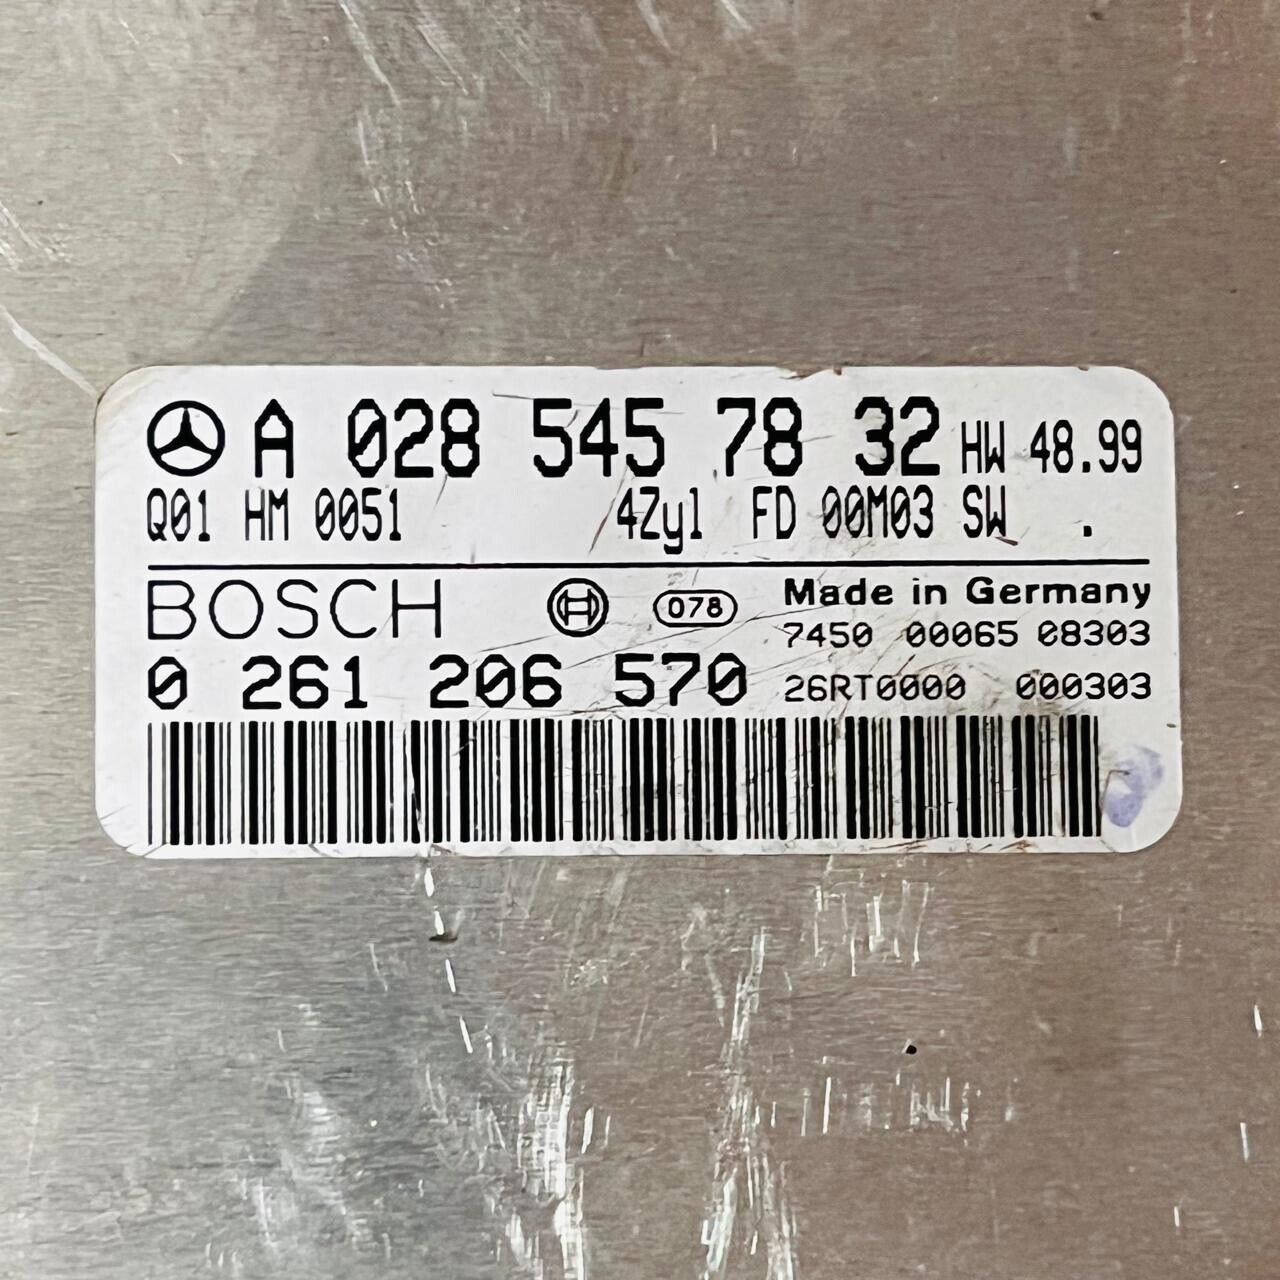 A 028 545 78 32 HW 48.99
Q01 HM 0051 4Zyl FD 00M03 SW .
BOSCH 078 Made in Germany
7450 00065 08303
0 261 206 570 26RT0000 000303